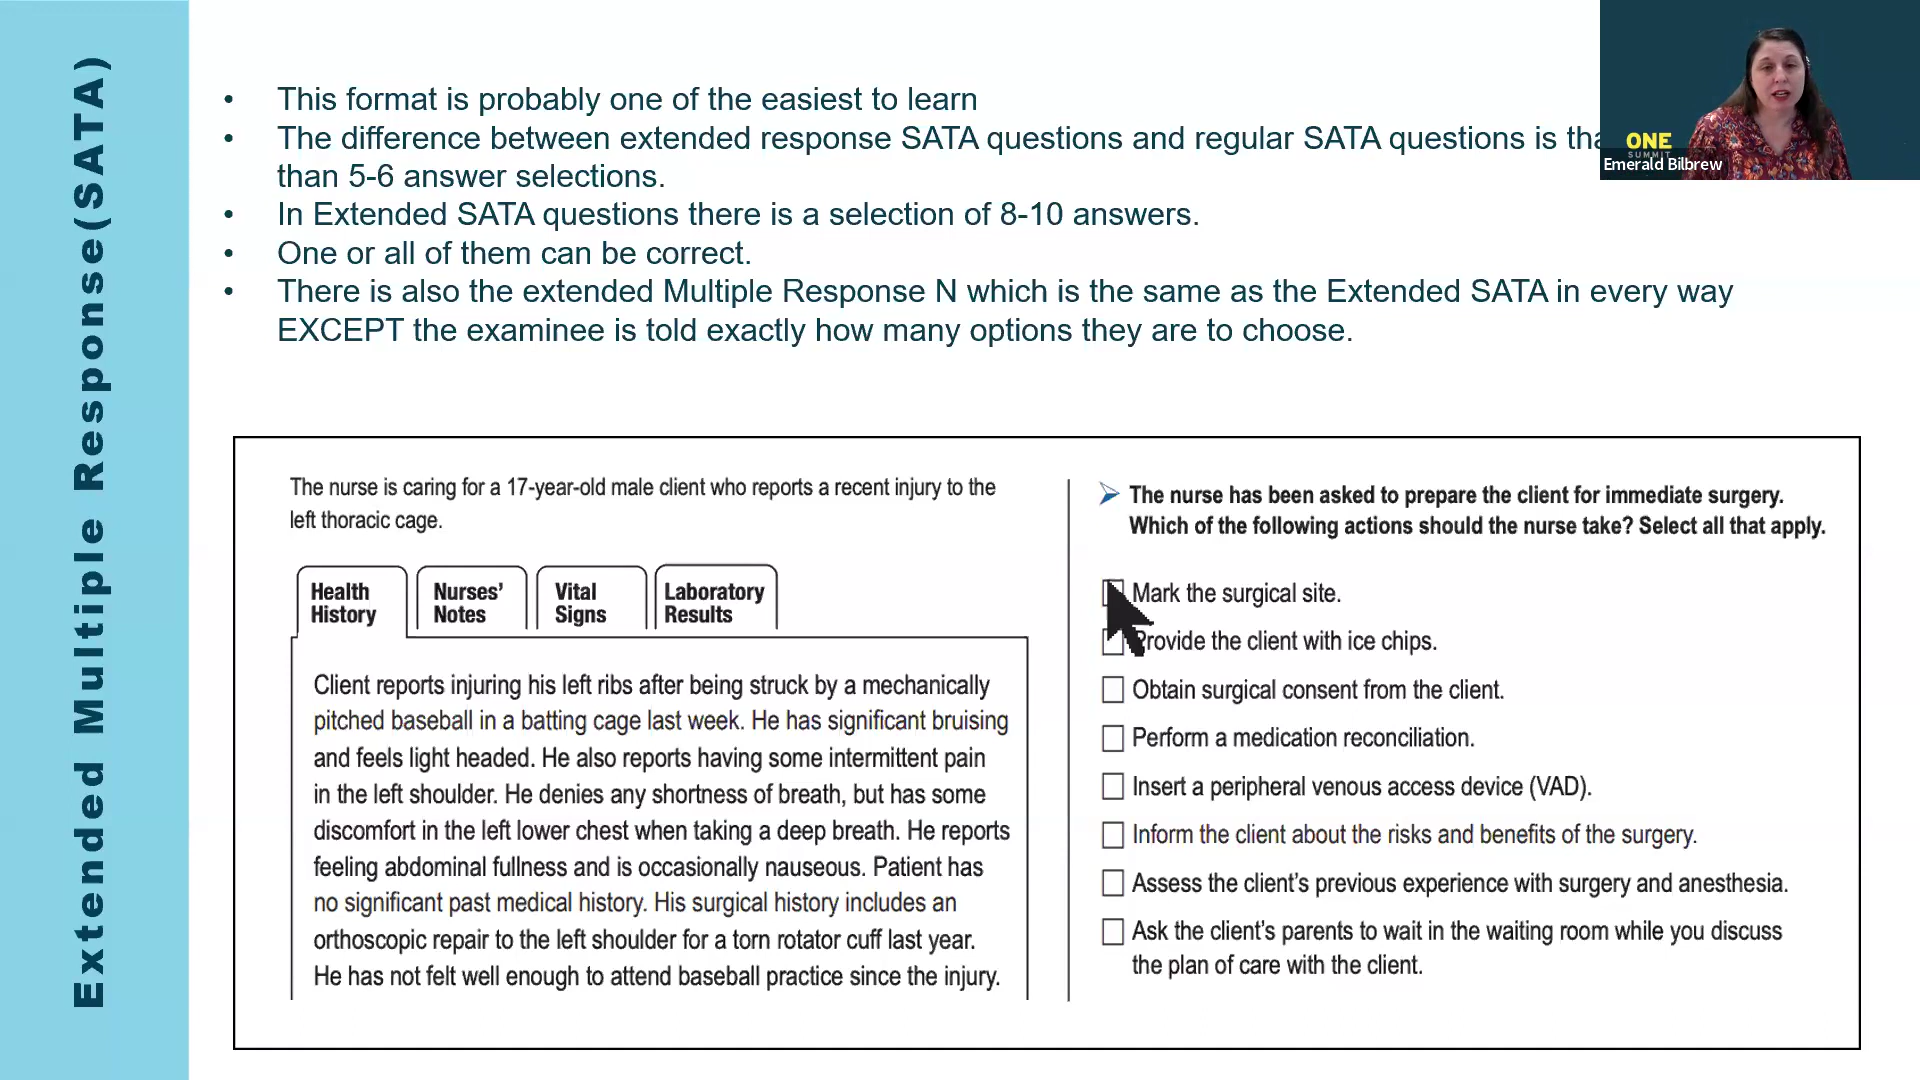 Extended Multiple Response(SATA)
• This format is probably one of the easiest to learn
• The difference between extended response SATA questions and regular SATA questions is
than 5-6 answer selections.
• In Extended SATA questions there is a selection of 8-10 answers.
• One or all of them can be correct.
• There is also the extended Multiple Response N which is the same as the Extended SATA in every way
EXCEPT the examinee is told exactly how many options they are to choose.
ONE
SUMMIT
Emerald Bilbrew
The nurse is caring for a 17-year-old male client who reports a recent injury to the
left thoracic cage.
Health
History
Nurses’
Notes
Vital
Signs
Laboratory
Results
Client reports injuring his left ribs after being struck by a mechanically
pitched baseball in a batting cage last week. He has significant bruising
and feels light headed. He also reports having some intermittent pain
in the left shoulder. He denies any shortness of breath, but has some
discomfort in the left lower chest when taking a deep breath. He reports
feeling abdominal fullness and is occasionally nauseous. Patient has
no significant past medical history. His surgical history includes an
orthoscopic repair to the left shoulder for a torn rotator cuff last year.
He has not felt well enough to attend baseball practice since the injury.
The nurse has been asked to prepare the client for immediate surgery.
Which of the following actions should the nurse take? Select all that apply.
Mark the surgical site.
Provide the client with ice chips.
Obtain surgical consent from the client.
Perform a medication reconciliation.
Insert a peripheral venous access device (VAD).
Inform the client about the risks and benefits of the surgery.
Assess the client’s previous experience with surgery and anesthesia.
Ask the client’s parents to wait in the waiting room while you discuss
the plan of care with the client.